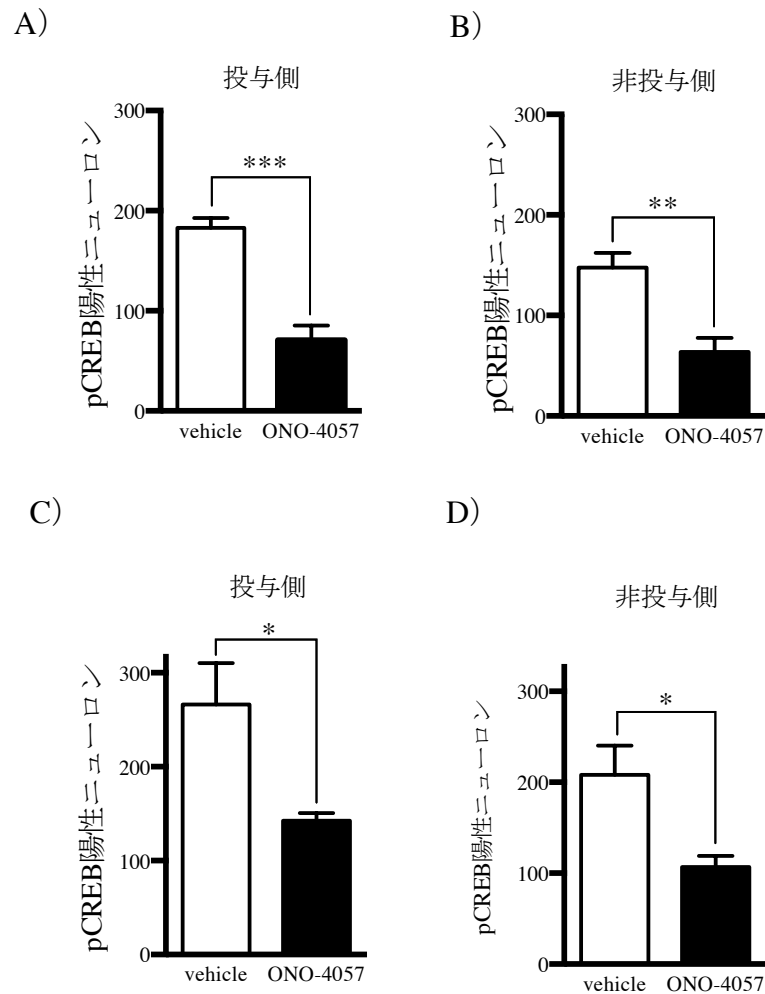 A）
投与側
pCREB陽性ニューロン
300
200
100
0
***
vehicle
ONO-4057
B）
非投与側
pCREB陽性ニューロン
300
200
100
0
**
vehicle
ONO-4057
C）
投与側
pCREB陽性ニューロン
300
200
100
0
*
vehicle
ONO-4057
D）
非投与側
pCREB陽性ニューロン
300
200
100
0
*
vehicle
ONO-4057